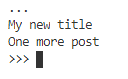 ...
My new title
One more post
>>>